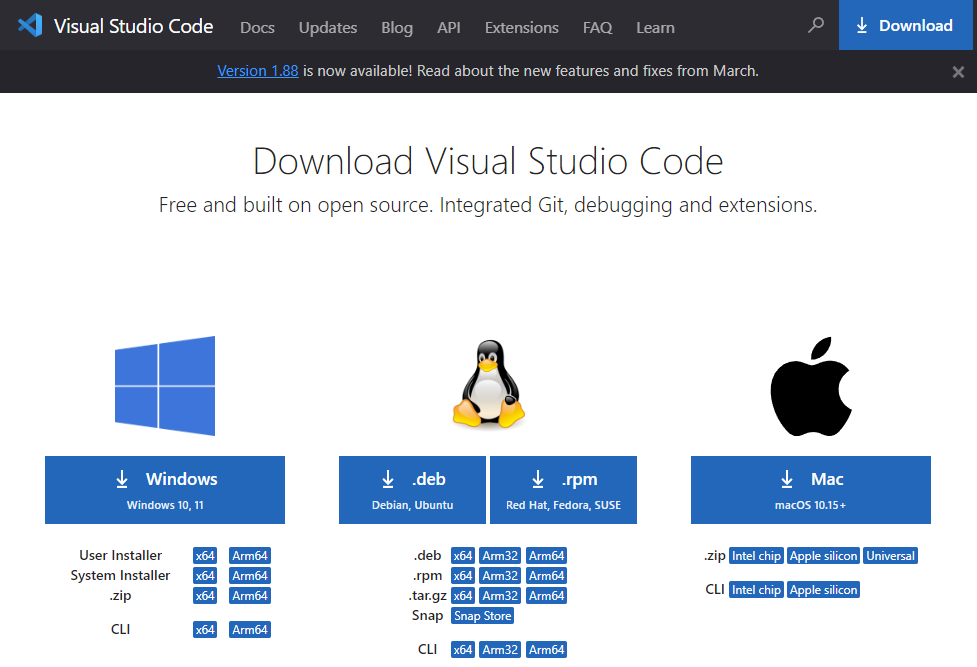 Visual Studio Code Docs Updates Blog API Extensions FAQ Learn Download
Version 1.88 is now available! Read about the new features and fixes from March.
Download Visual Studio Code
Free and built on open source. Integrated Git, debugging and extensions.
Windows
Windows 10, 11
User Installer x64 Arm64
System Installer x64 Arm64
.zip x64 Arm64
CLI x64 Arm64
.deb
Debian, Ubuntu
.rpm
Red Hat, Fedora, SUSE
.deb x64 Arm32 Arm64
.rpm x64 Arm32 Arm64
.tar.gz x64 Arm32 Arm64
Snap Snap Store
CLI x64 Arm32 Arm64
Mac
macOS 10.15+
.zip Intel chip Apple silicon Universal
CLI Intel chip Apple silicon